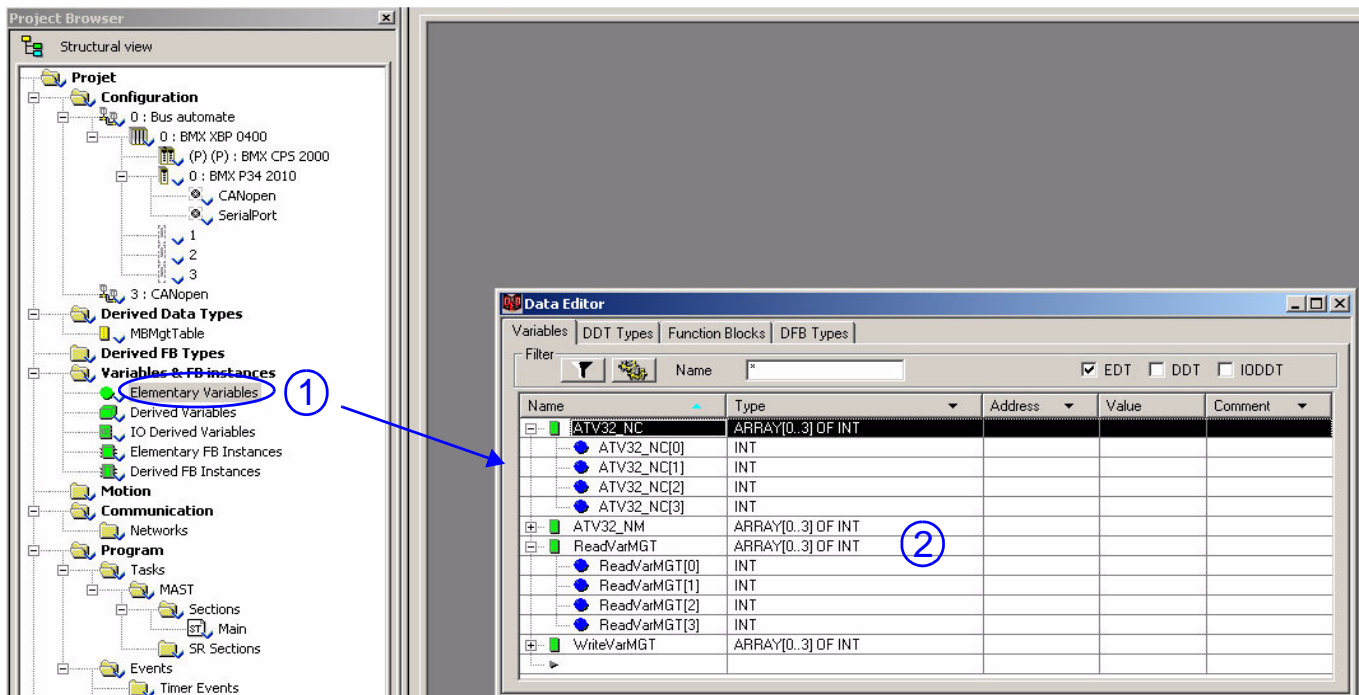 Project Browser
Structural view
Projet
Configuration
0 : Bus automate
0 : BMX XBP 0400
(P) (P) : BMX CPS 2000
0 : BMX P34 2010
CANopen
SerialPort
1
2
3
3 : CANopen
Derived Data Types
MBMgtTable
Derived FB Types
Variables & FB instances
Elementary Variables
Derived Variables
IO Derived Variables
Elementary FB Instances
Derived FB Instances
Motion
Communication
Networks
Program
Tasks
MAST
Sections
ST Main
SR Sections
Events
Timer Events
1
Data Editor
Variables DDT Types Function Blocks DFB Types
Filter
Name * EDT DDT IODDT
Name Type Address Value Comment
ATV32_NC ARRAY[0..3] OF INT
ATV32_NC[0] INT
ATV32_NC[1] INT
ATV32_NC[2] INT
ATV32_NC[3] INT
ATV32_NM ARRAY[0..3] OF INT
ReadVarMGT ARRAY[0..3] OF INT
ReadVarMGT[0] INT
ReadVarMGT[1] INT
ReadVarMGT[2] INT
ReadVarMGT[3] INT
WriteVarMGT ARRAY[0..3] OF INT
2